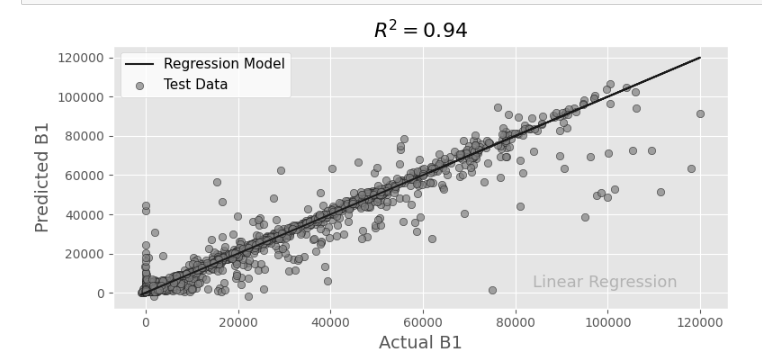 R² = 0.94
120000
100000
80000
60000
40000
20000
0
Predicted B1
Regression Model
Test Data
Linear Regression
0
20000
40000
60000
80000
100000
120000
Actual B1